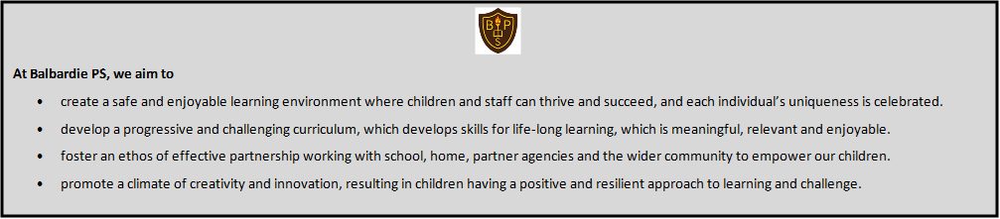 B P
S
At Balbardie PS, we aim to
• create a safe and enjoyable learning environment where children and staff can thrive and succeed, and each individual’s uniqueness is celebrated.
• develop a progressive and challenging curriculum, which develops skills for life-long learning, which is meaningful, relevant and enjoyable.
• foster an ethos of effective partnership working with school, home, partner agencies and the wider community to empower our children.
• promote a climate of creativity and innovation, resulting in children having a positive and resilient approach to learning and challenge.